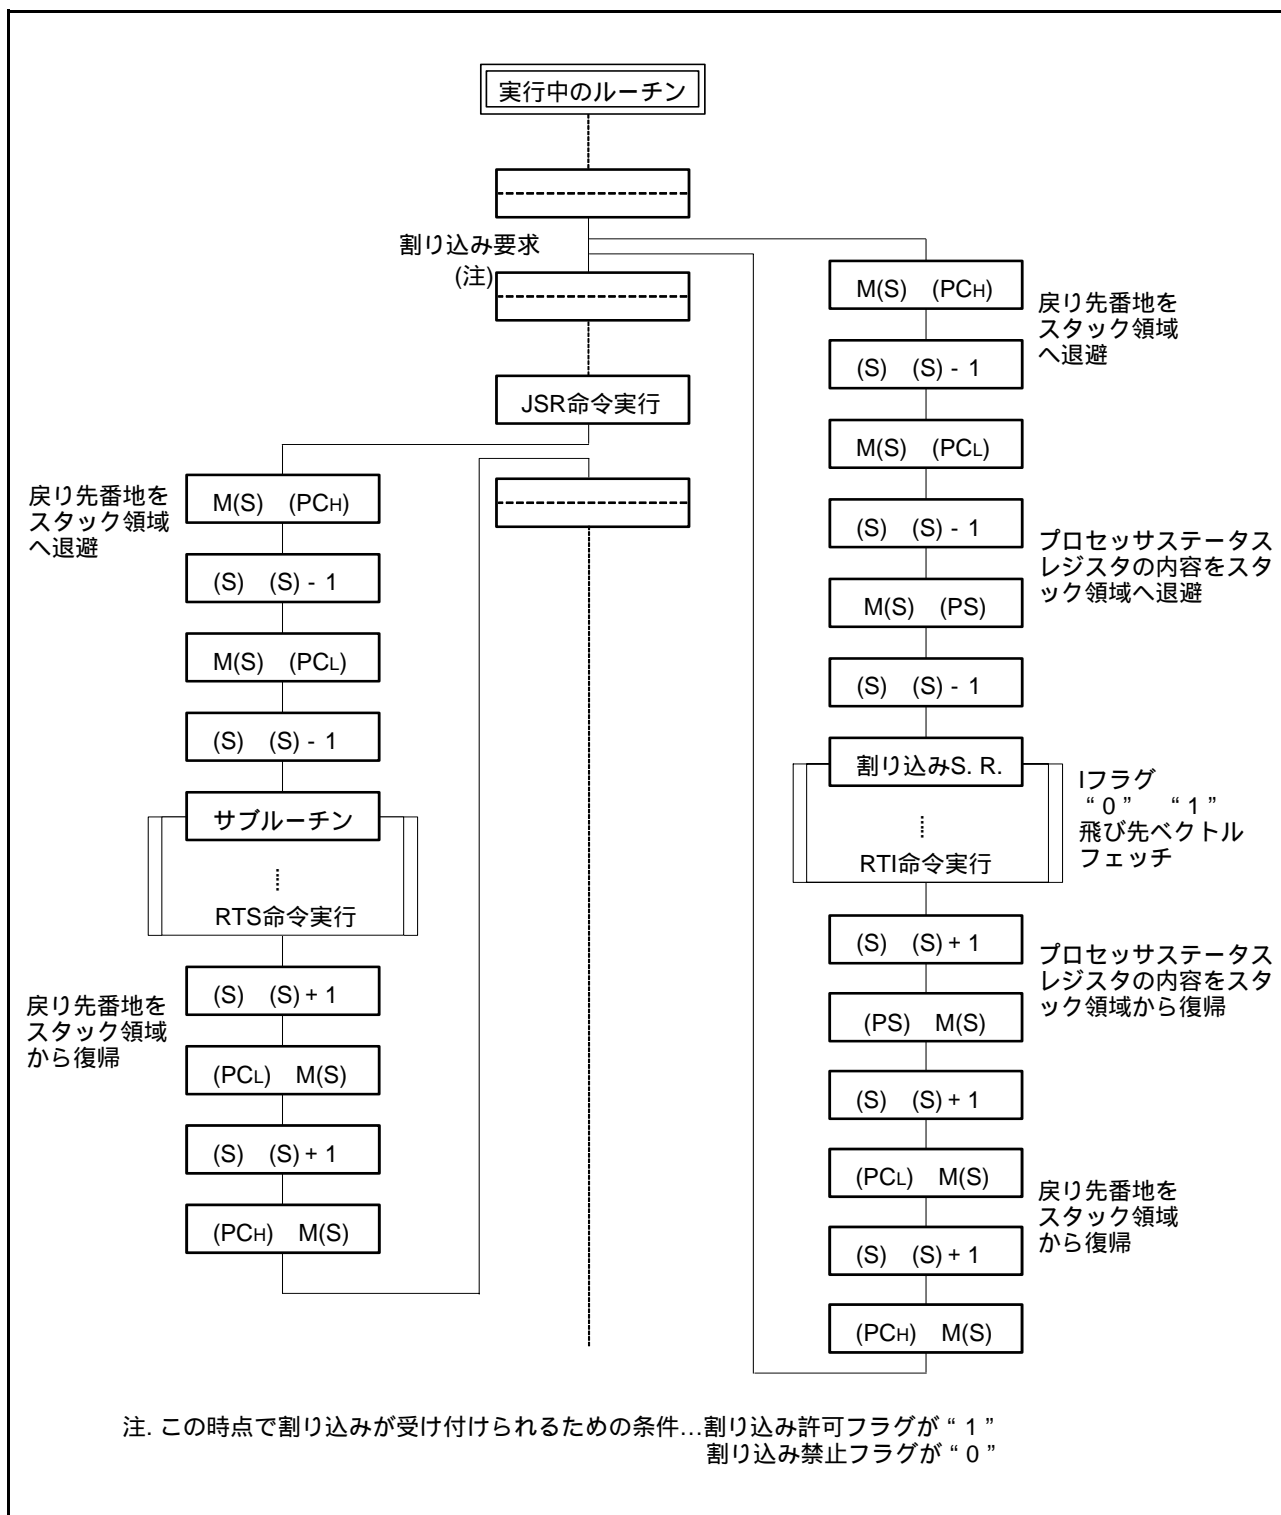 実行中のルーチン
割り込み要求
(注)
JSR命令実行
戻り先番地を
スタック領域
へ退避
M(S) (PCH)
(S) (S) - 1
M(S) (PCL)
(S) (S) - 1
サブルーチン
RTS命令実行
戻り先番地を
スタック領域
から復帰
(S) (S) + 1
(PCL) M(S)
(S) (S) + 1
(PCH) M(S)
M(S) (PCH)
戻り先番地を
スタック領域
へ退避
(S) (S) - 1
M(S) (PCL)
(S) (S) - 1
プロセッサステータス
レジスタの内容をスタ
ック領域へ退避
M(S) (PS)
(S) (S) - 1
割り込みS. R.
RTI命令実行
Iフラグ
“ 0 ” “ 1 ”
飛び先ベクトル
フェッチ
(S) (S) + 1
プロセッサステータス
レジスタの内容をスタ
ック領域から復帰
(PS) M(S)
(S) (S) + 1
(PCL) M(S)
戻り先番地を
スタック領域
から復帰
(S) (S) + 1
(PCH) M(S)
注. この時点で割り込みが受け付けられるための条件…割り込み許可フラグが “ 1 ”
割り込み禁止フラグが “ 0 ”